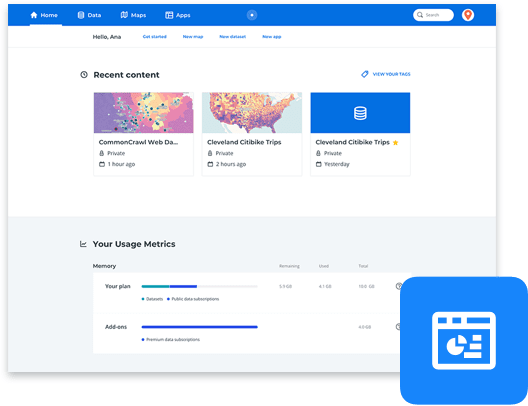 Home Data Maps Apps Search
Hello, Ana Get started New map New dataset New app
Recent content VIEW YOUR TAGS
CommonCrawl Web Da... Cleveland Citibike Trips Cleveland Citibike Trips
Private Private Private
1 hour ago 2 hours ago Yesterday
Your Usage Metrics
Memory Remaining Used Total
Your plan 5.9 GB 4.1 GB 10.0 GB
Datasets Public data subscriptions
Add-ons 4.0 GB
Premium data subscriptions